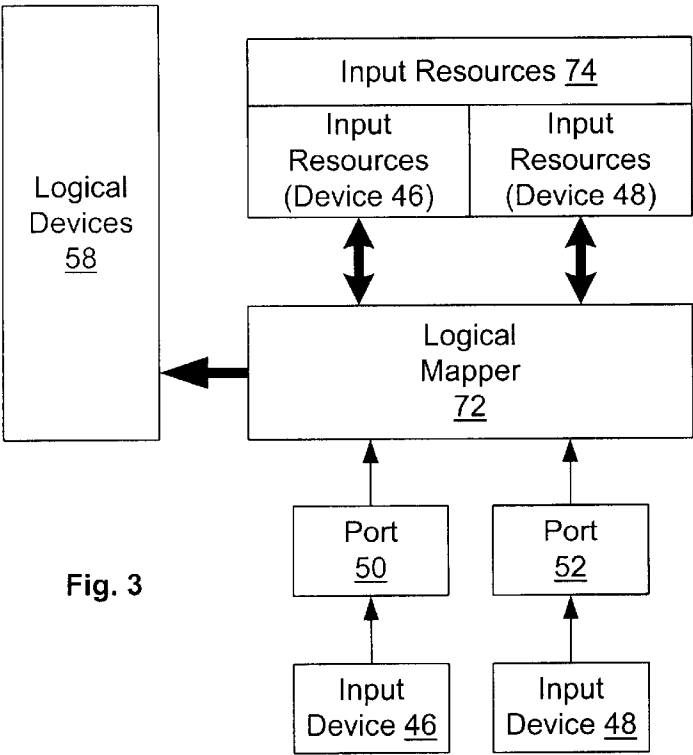 Logical
Devices
58
Input Resources 74
Input
Resources
(Device 46)
Input
Resources
(Device 48)
Logical
Mapper
72
Port
50
Port
52
Fig. 3
Input
Device 46
Input
Device 48